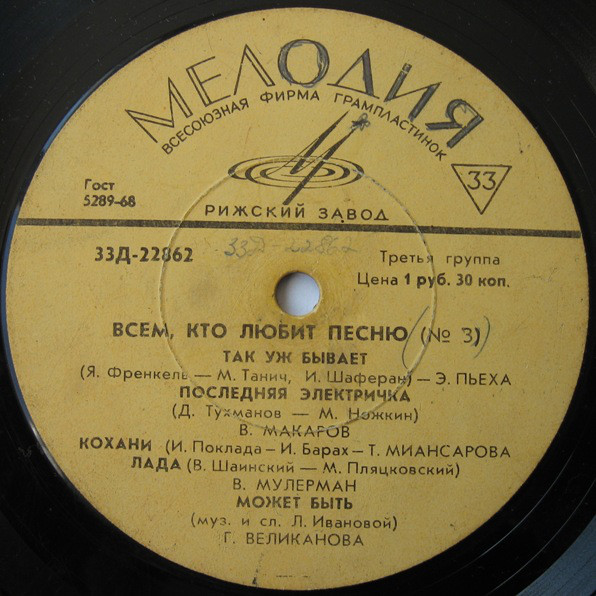 МЕЛОДИЯ
ВСЕСОЮЗНАЯ ФИРМА ГРАМПЛАСТИНОК
33
Гост
5289-68
РИЖСКИЙ ЗАВОД
33Д-22862
33Д-22862
Третья группа
Цена 1 руб. 30 коп.
ВСЕМ, КТО ЛЮБИТ ПЕСНЮ (№ 3)
ТАК УЖ БЫВАЕТ
(Я. Френкель — М. Танич, И. Шаферан) — Э. ПЬЕХА
ПОСЛЕДНЯЯ ЭЛЕКТРИЧКА
(Д. Тухманов — М. Ножкин)
В. МАКАРОВ
КОХАНИ (И. Поклада — И. Барах — Т. МИАНСАРОВА
ЛАДА (В. Шаинский — М. Пляцковский)
В. МУЛЕРМАН
МОЖЕТ БЫТЬ
(муз. и сл. Л. Ивановой)
Г. ВЕЛИКАНОВА